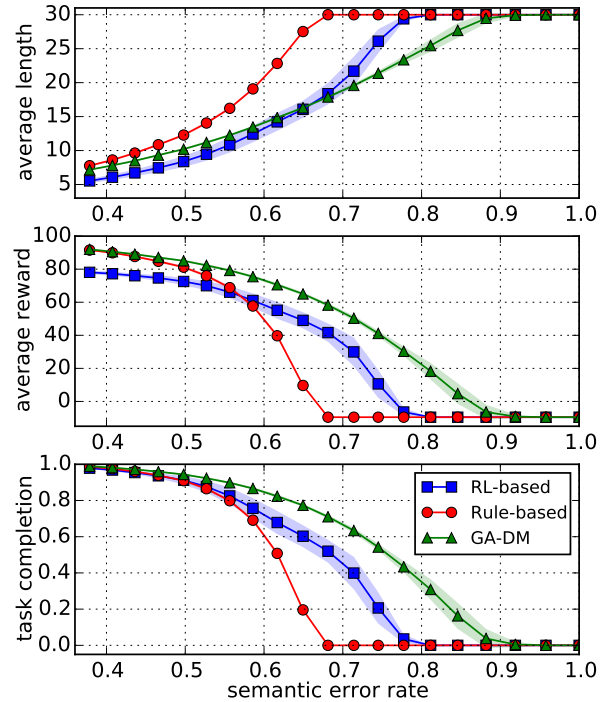 average length
30
25
20
15
10
5
0.4 0.5 0.6 0.7 0.8 0.9 1.0
average reward
100
80
60
40
20
0
0.4 0.5 0.6 0.7 0.8 0.9 1.0
task completion
1.0
0.8
0.6
0.4
0.2
0.0
RL-based
Rule-based
GA-DM
0.4 0.5 0.6 0.7 0.8 0.9 1.0
semantic error rate